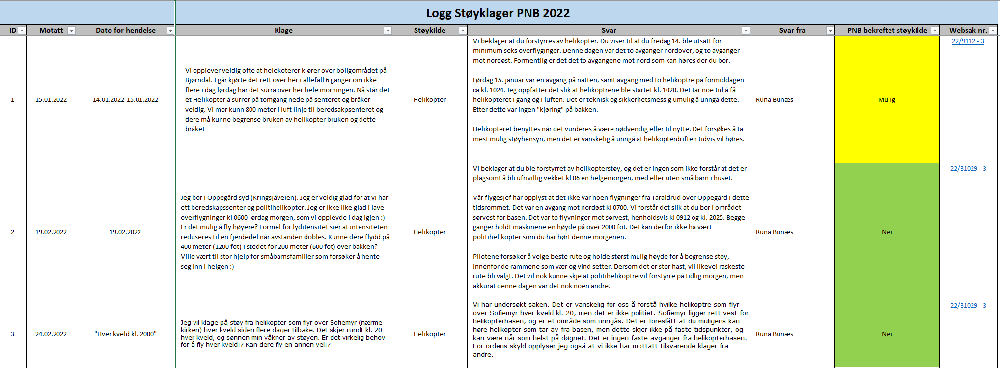 Logg Støyklager PNB 2022
ID Motatt Dato for hendelse Klage Støykilde Svar Svar fra PNB bekreftet støykilde Websak nr.
1
15.01.2022
14.01.2022-15.01.2022
VI opplever veldig ofte at helekoterer kjører over boligområdet på
Bjørndal. I går kjørte det rett over her i allefall 6 ganger om ikke
flere i dag lørdag har det surra over her hele morningen. Nå står det
et Helikopter å surrer på tomgang nede på senteret og bråker
veldig. Vi mor kunn 800 meter i luft linje til beredsakpsenteret og
dere må kunne begrense bruken av helikopter bruken og dette
bråket
Helikopter
Vi beklager at du forstyrres av helikopter. Du viser til at du fredag 14. ble utsatt for
minimum seks overflyginger. Denne dagen var det to avganger nordover, og to avganger
mot nordøst. Formentlig er det det to avgangene mot nord som kan høres der du bor.
Lørdag 15. januar var en avgang på natten, samt avgang med to helikoptre på formiddagen
ca kl. 1024. Jeg oppfatter det slik at helikoptrene ble startet kl. 1020. Det tar noe tid å få
helikopteret i gang og i luften. Det er teknisk og sikkerhetsmessig umulig å unngå dette.
Etter dette var ingen "kjøring" på bakken.
Helikopteret benyttes når det vurderes å være nødvendig eller til nytte. Det forsøkes å ta
mest mulig støyhensyn, men det er vanskelig å unngå at helikopterdriften tidvis vil høres.
Runa Bunæs
Mulig
22/9112 - 3
2
19.02.2022
19.02.2022
Jeg bor i Oppegård syd (Kringsjåveien). Jeg er veldig glad for at vi har
ett beredskapssenter og politihelikopter. Jeg er ikke like glad i lave
overflygninger kl 0600 lørdag morgen, som vi opplevde i dag igjen :)
Er det mulig å fly høyere? Formel for lyditensitet sier at intensiteten
reduseres til en fjerdedel når avstanden dobles. Kunne dere flydd på
400 meter (1200 fot) i stedet for 200 meter (600 fot) over bakken?
Ville vært til stor hjelp for småbarnsfamilier som forsøker å hente
seg inn i helgen :)
Helikopter
Vi beklager at du ble forstyrret av helikopterstøy, og det er ingen som ikke forstår at det er
plagsomt å bli ufrivillig vekket kl 06 en helgemorgen, med eller uten små barn i huset.
Vår flygesjef har opplyst at det ikke var noen flygninger fra Taraldrud over Oppegård i dette
tidsrommet. Det var en avgang mot nordøst kl 0700. Vi forstår det slik at du bor i området
sørvest for basen. Det var to flyvninger mot sørvest, henholdsvis kl 0912 og kl. 2025. Begge
ganger holdt maskinene en høyde på over 2000 fot. Det kan derfor ikke ha vært
politihelikopter som du har hørt denne morgenen.
Pilotene forsøker å velge beste rute og holde størst mulig høyde for å begrense støy,
innenfor de rammene som vær og vind setter. Dersom det er stor hast, vil likevel raskeste
rute bli valgt. Det vil nok kunne skje at politihelikoptre vil forstyrre på tidlig morgen, men
akkurat denne dagen var det nok noen andre.
Runa Bunæs
Nei
22/31029 - 3
3
24.02.2022
"Hver kveld kl. 2000"
Jeg vil klage på støy fra helikopter som flyr over Sofiemyr (nærme
kirken) hver kveld siden flere dager tilbake. Det skjer rundt kl. 20
hver kveld, og sønnen min våkner av støyen. Er det virkelig behov
for å fly hver kveld!? Kan dere fly en annen vei!?
Helikopter
Vi har undersøkt saken. Det er vanskelig for oss å forstå hvilke helikoptre som flyr
over Sofiemyr hver kveld kl. 20, men det er ikke politiet. Sofiemyr ligger rett vest for
helikopterbasen, og er et område som unngås. Det er foreslått at du muligens kan
høre helikopter som tar av fra basen, men dette skjer ikke på faste tidspunkter, og
kan være når som helst på døgnet. Det er ingen faste avganger fra helikopterbasen.
For ordens skyld opplyser jeg også at vi ikke har mottatt tilsvarende klager fra
andre.
Runa Bunæs
Nei
22/31029 - 3